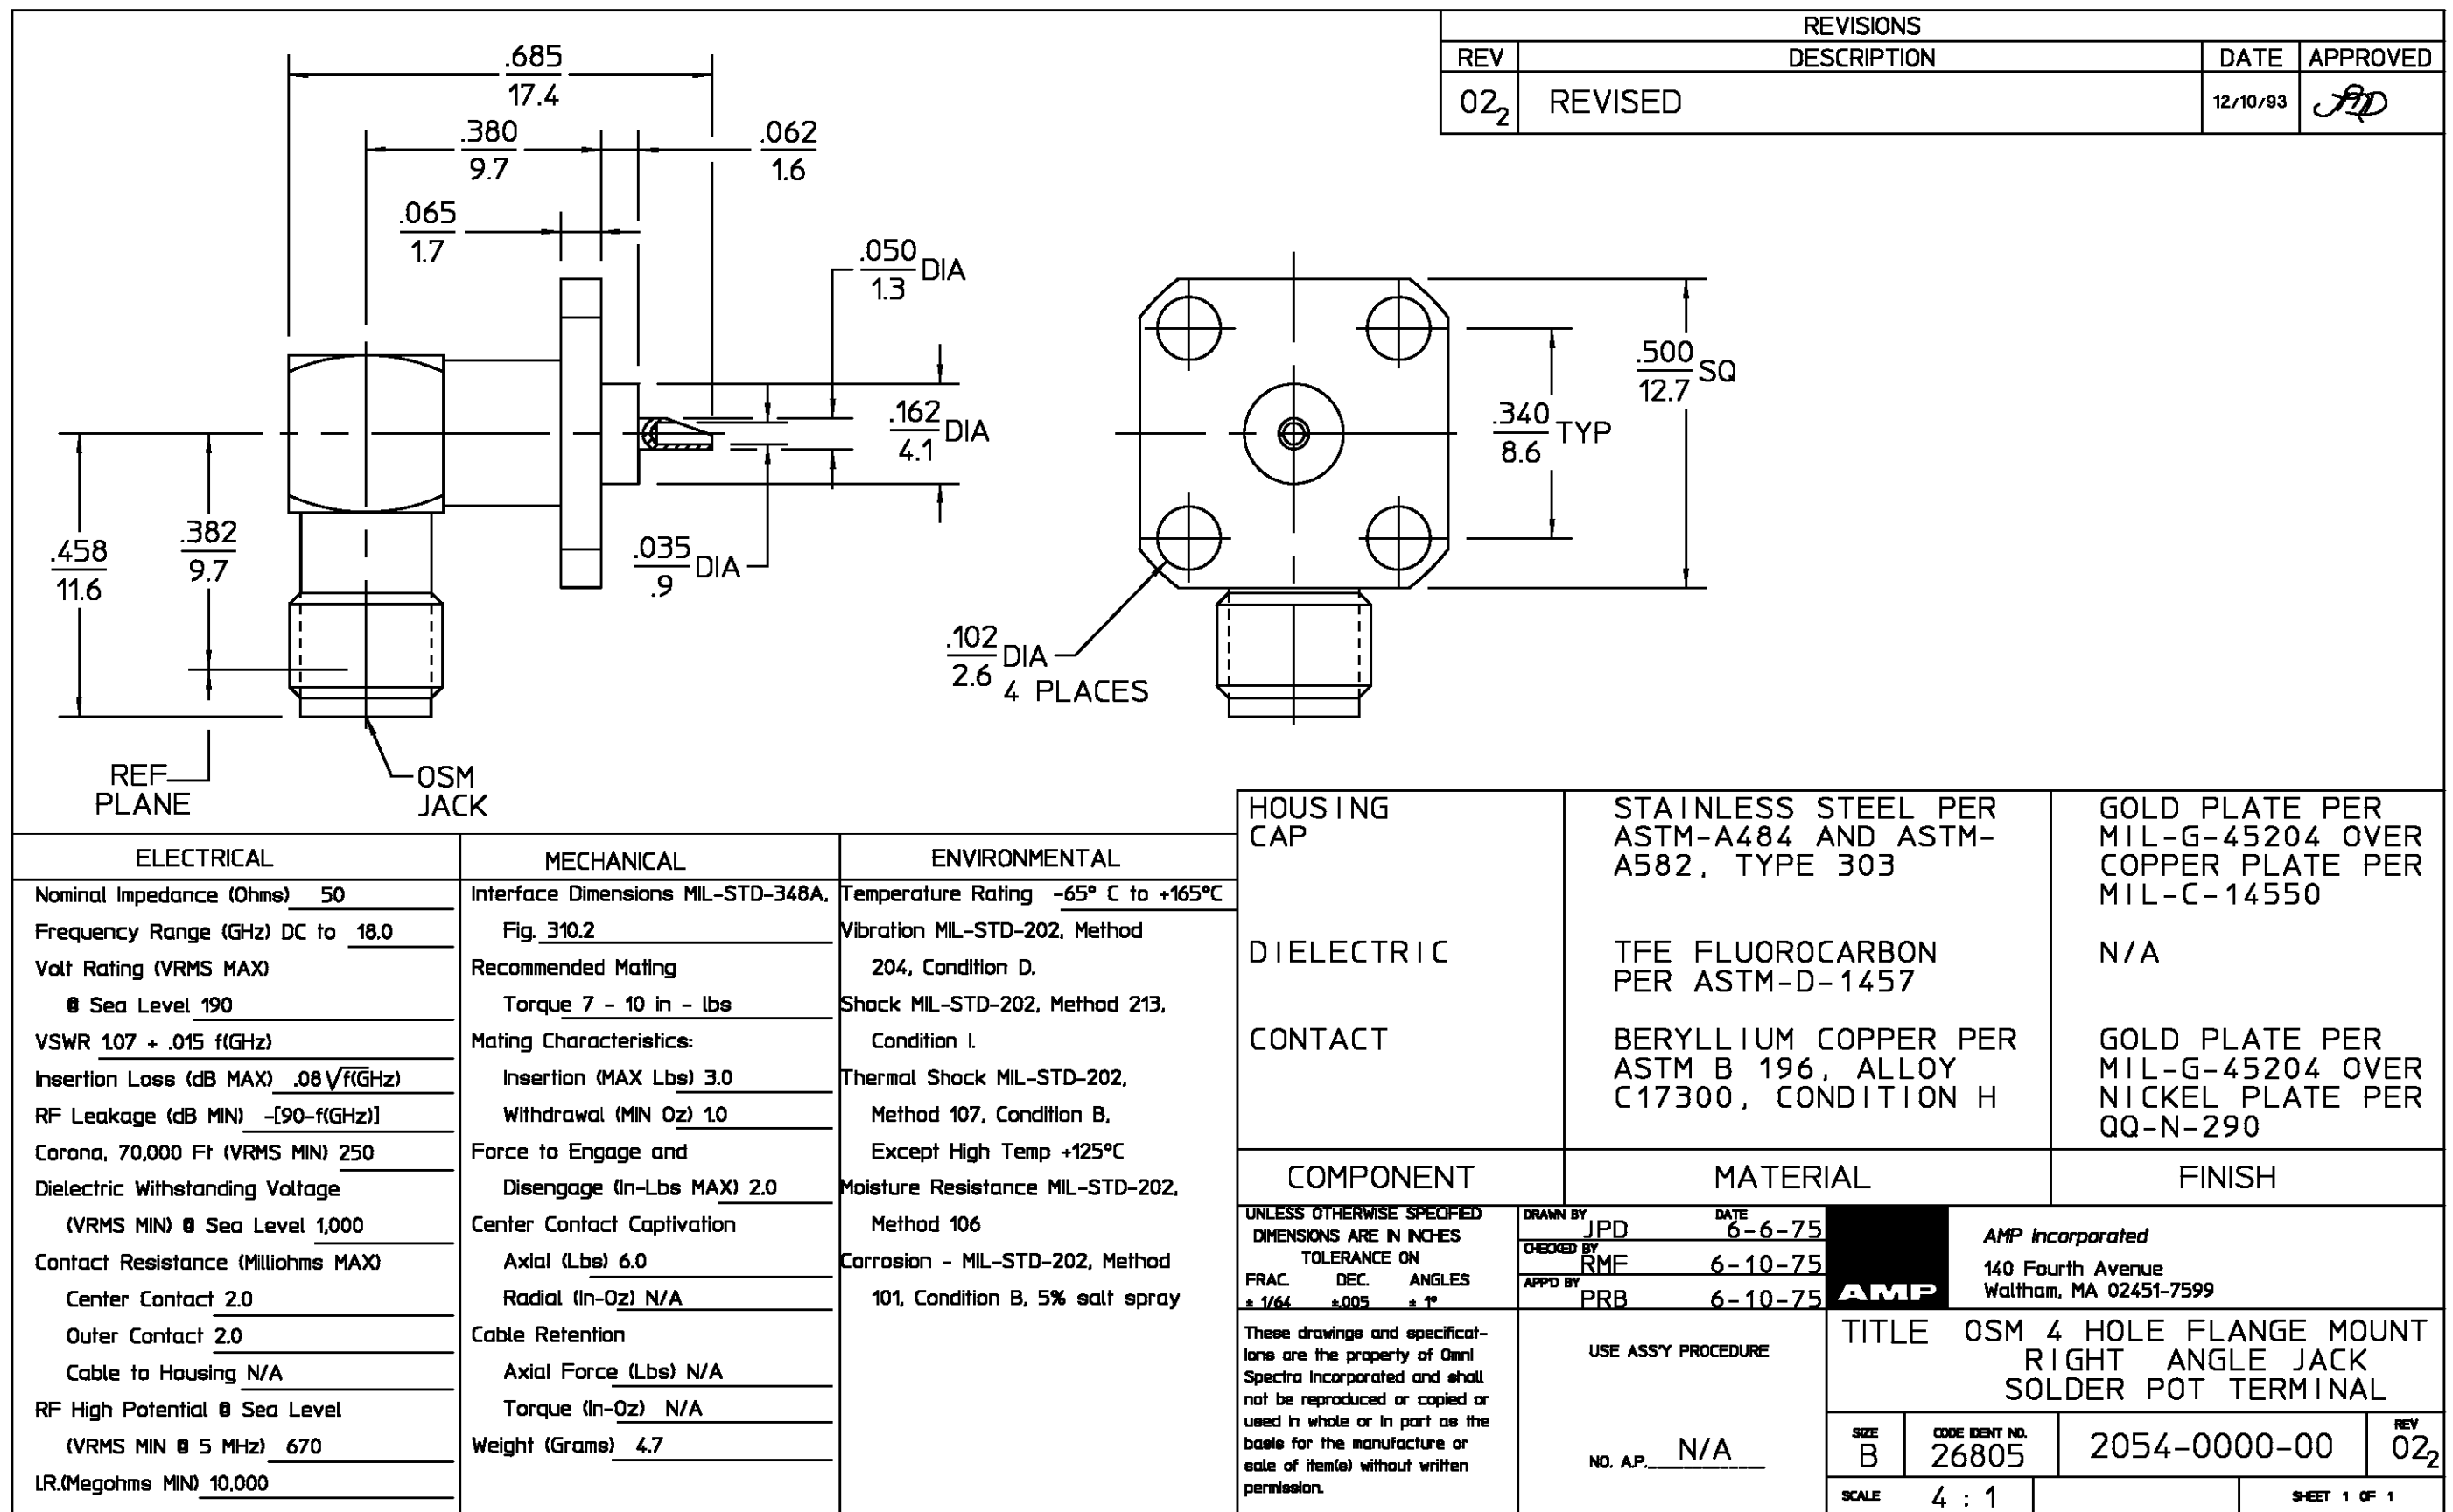 REVISIONS
REV DESCRIPTION DATE APPROVED
02₂ REVISED 12/10/93
.685
17.4
.380
9.7
.062
1.6
.065
1.7
.050
1.3 DIA
.162
4.1 DIA
.035
.9 DIA
.458
11.6
.382
9.7
REF
PLANE
OSM
JACK
.500
12.7 SQ
.340
8.6 TYP
.102
2.6 DIA
4 PLACES
ELECTRICAL
Nominal Impedance (Ohms) 50
Frequency Range (GHz) DC to 18.0
Volt Rating (VRMS MAX)
@ Sea Level 190
VSWR 1.07 + .015 f(GHz)
Insertion Loss (dB MAX) .08√f(GHz)
RF Leakage (dB MIN) -[90-f(GHz)]
Corona, 70,000 Ft (VRMS MIN) 250
Dielectric Withstanding Voltage
(VRMS MIN) @ Sea Level 1,000
Contact Resistance (Milliohms MAX)
Center Contact 2.0
Outer Contact 2.0
Cable to Housing N/A
RF High Potential @ Sea Level
(VRMS MIN @ 5 MHz) 670
I.R.(Megohms MIN) 10,000
MECHANICAL
Interface Dimensions MIL-STD-348A,
Fig. 310.2
Recommended Mating
Torque 7 - 10 in - lbs
Mating Characteristics:
Insertion (MAX Lbs) 3.0
Withdrawal (MIN Oz) 1.0
Force to Engage and
Disengage (In-Lbs MAX) 2.0
Center Contact Captivation
Axial (Lbs) 6.0
Radial (In-Oz) N/A
Cable Retention
Axial Force (Lbs) N/A
Torque (In-Oz) N/A
Weight (Grams) 4.7
ENVIRONMENTAL
Temperature Rating -65° C to +165°C
Vibration MIL-STD-202, Method
204, Condition D.
Shock MIL-STD-202, Method 213,
Condition I.
Thermal Shock MIL-STD-202,
Method 107, Condition B,
Except High Temp +125°C
Moisture Resistance MIL-STD-202,
Method 106
Corrosion - MIL-STD-202, Method
101, Condition B, 5% salt spray
HOUSING
CAP
STAINLESS STEEL PER
ASTM-A484 AND ASTM-
A582, TYPE 303
GOLD PLATE PER
MIL-G-45204 OVER
COPPER PLATE PER
MIL-C-14550
DIELECTRIC
TFE FLUOROCARBON
PER ASTM-D-1457
N/A
CONTACT
BERYLLIUM COPPER PER
ASTM B 196, ALLOY
C17300, CONDITION H
GOLD PLATE PER
MIL-G-45204 OVER
NICKEL PLATE PER
QQ-N-290
COMPONENT MATERIAL FINISH
UNLESS OTHERWISE SPECIFIED
DIMENSIONS ARE IN INCHES
TOLERANCE ON
FRAC. DEC. ANGLES
± 1/64 ±.005 ± 1°
DRAWN BY JPD DATE 6-6-75
CHECKED BY RMF 6-10-75
APP'D BY PRB 6-10-75
AMP
AMP Incorporated
140 Fourth Avenue
Waltham, MA 02451-7599
These drawings and specificat-
ions are the property of Omni
Spectra Incorporated and shall
not be reproduced or copied or
used in whole or in part as the
basis for the manufacture or
sale of item(s) without written
permission.
USE ASS'Y PROCEDURE
NO. A.P. N/A
TITLE OSM 4 HOLE FLANGE MOUNT
RIGHT ANGLE JACK
SOLDER POT TERMINAL
SIZE B
CODE IDENT NO. 26805
2054-0000-00
REV 02₂
SCALE 4 : 1
SHEET 1 OF 1